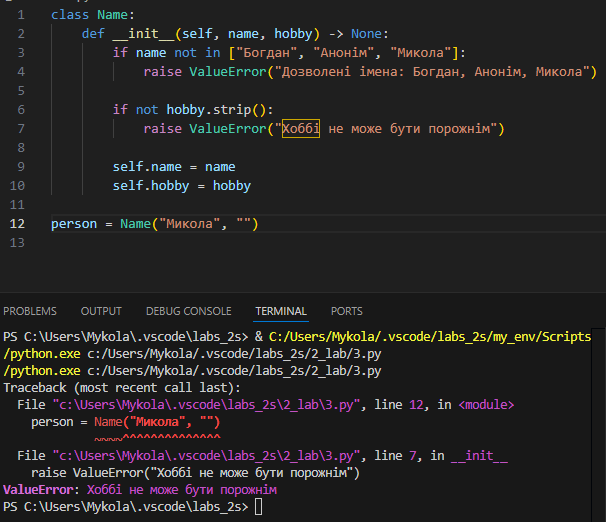 1 class Name:
2 def __init__(self, name, hobby) -> None:
3 if name not in ["Богдан", "Анонім", "Микола"]:
4 raise ValueError("Дозволені імена: Богдан, Анонім, Микола")
5
6 if not hobby.strip():
7 raise ValueError("Хоббі не може бути порожнім")
8
9 self.name = name
10 self.hobby = hobby
11
12 person = Name("Микола", "")
13
PROBLEMS OUTPUT DEBUG CONSOLE TERMINAL PORTS
PS C:\Users\Mykola\.vscode\labs_2s> & C:/Users/Mykola/.vscode/labs_2s/my_env/Scripts
/python.exe c:/Users/Mykola/.vscode/labs_2s/2_lab/3.py
/python.exe c:/Users/Mykola/.vscode/labs_2s/2_lab/3.py
Traceback (most recent call last):
File "c:\Users\Mykola\.vscode\labs_2s\2_lab\3.py", line 12, in <module>
person = Name("Микола", "")
~~~~^^^^^^^^^^^^^^
File "c:\Users\Mykola\.vscode\labs_2s\2_lab\3.py", line 7, in __init__
raise ValueError("Хоббі не може бути порожнім")
ValueError: Хоббі не може бути порожнім
PS C:\Users\Mykola\.vscode\labs_2s>